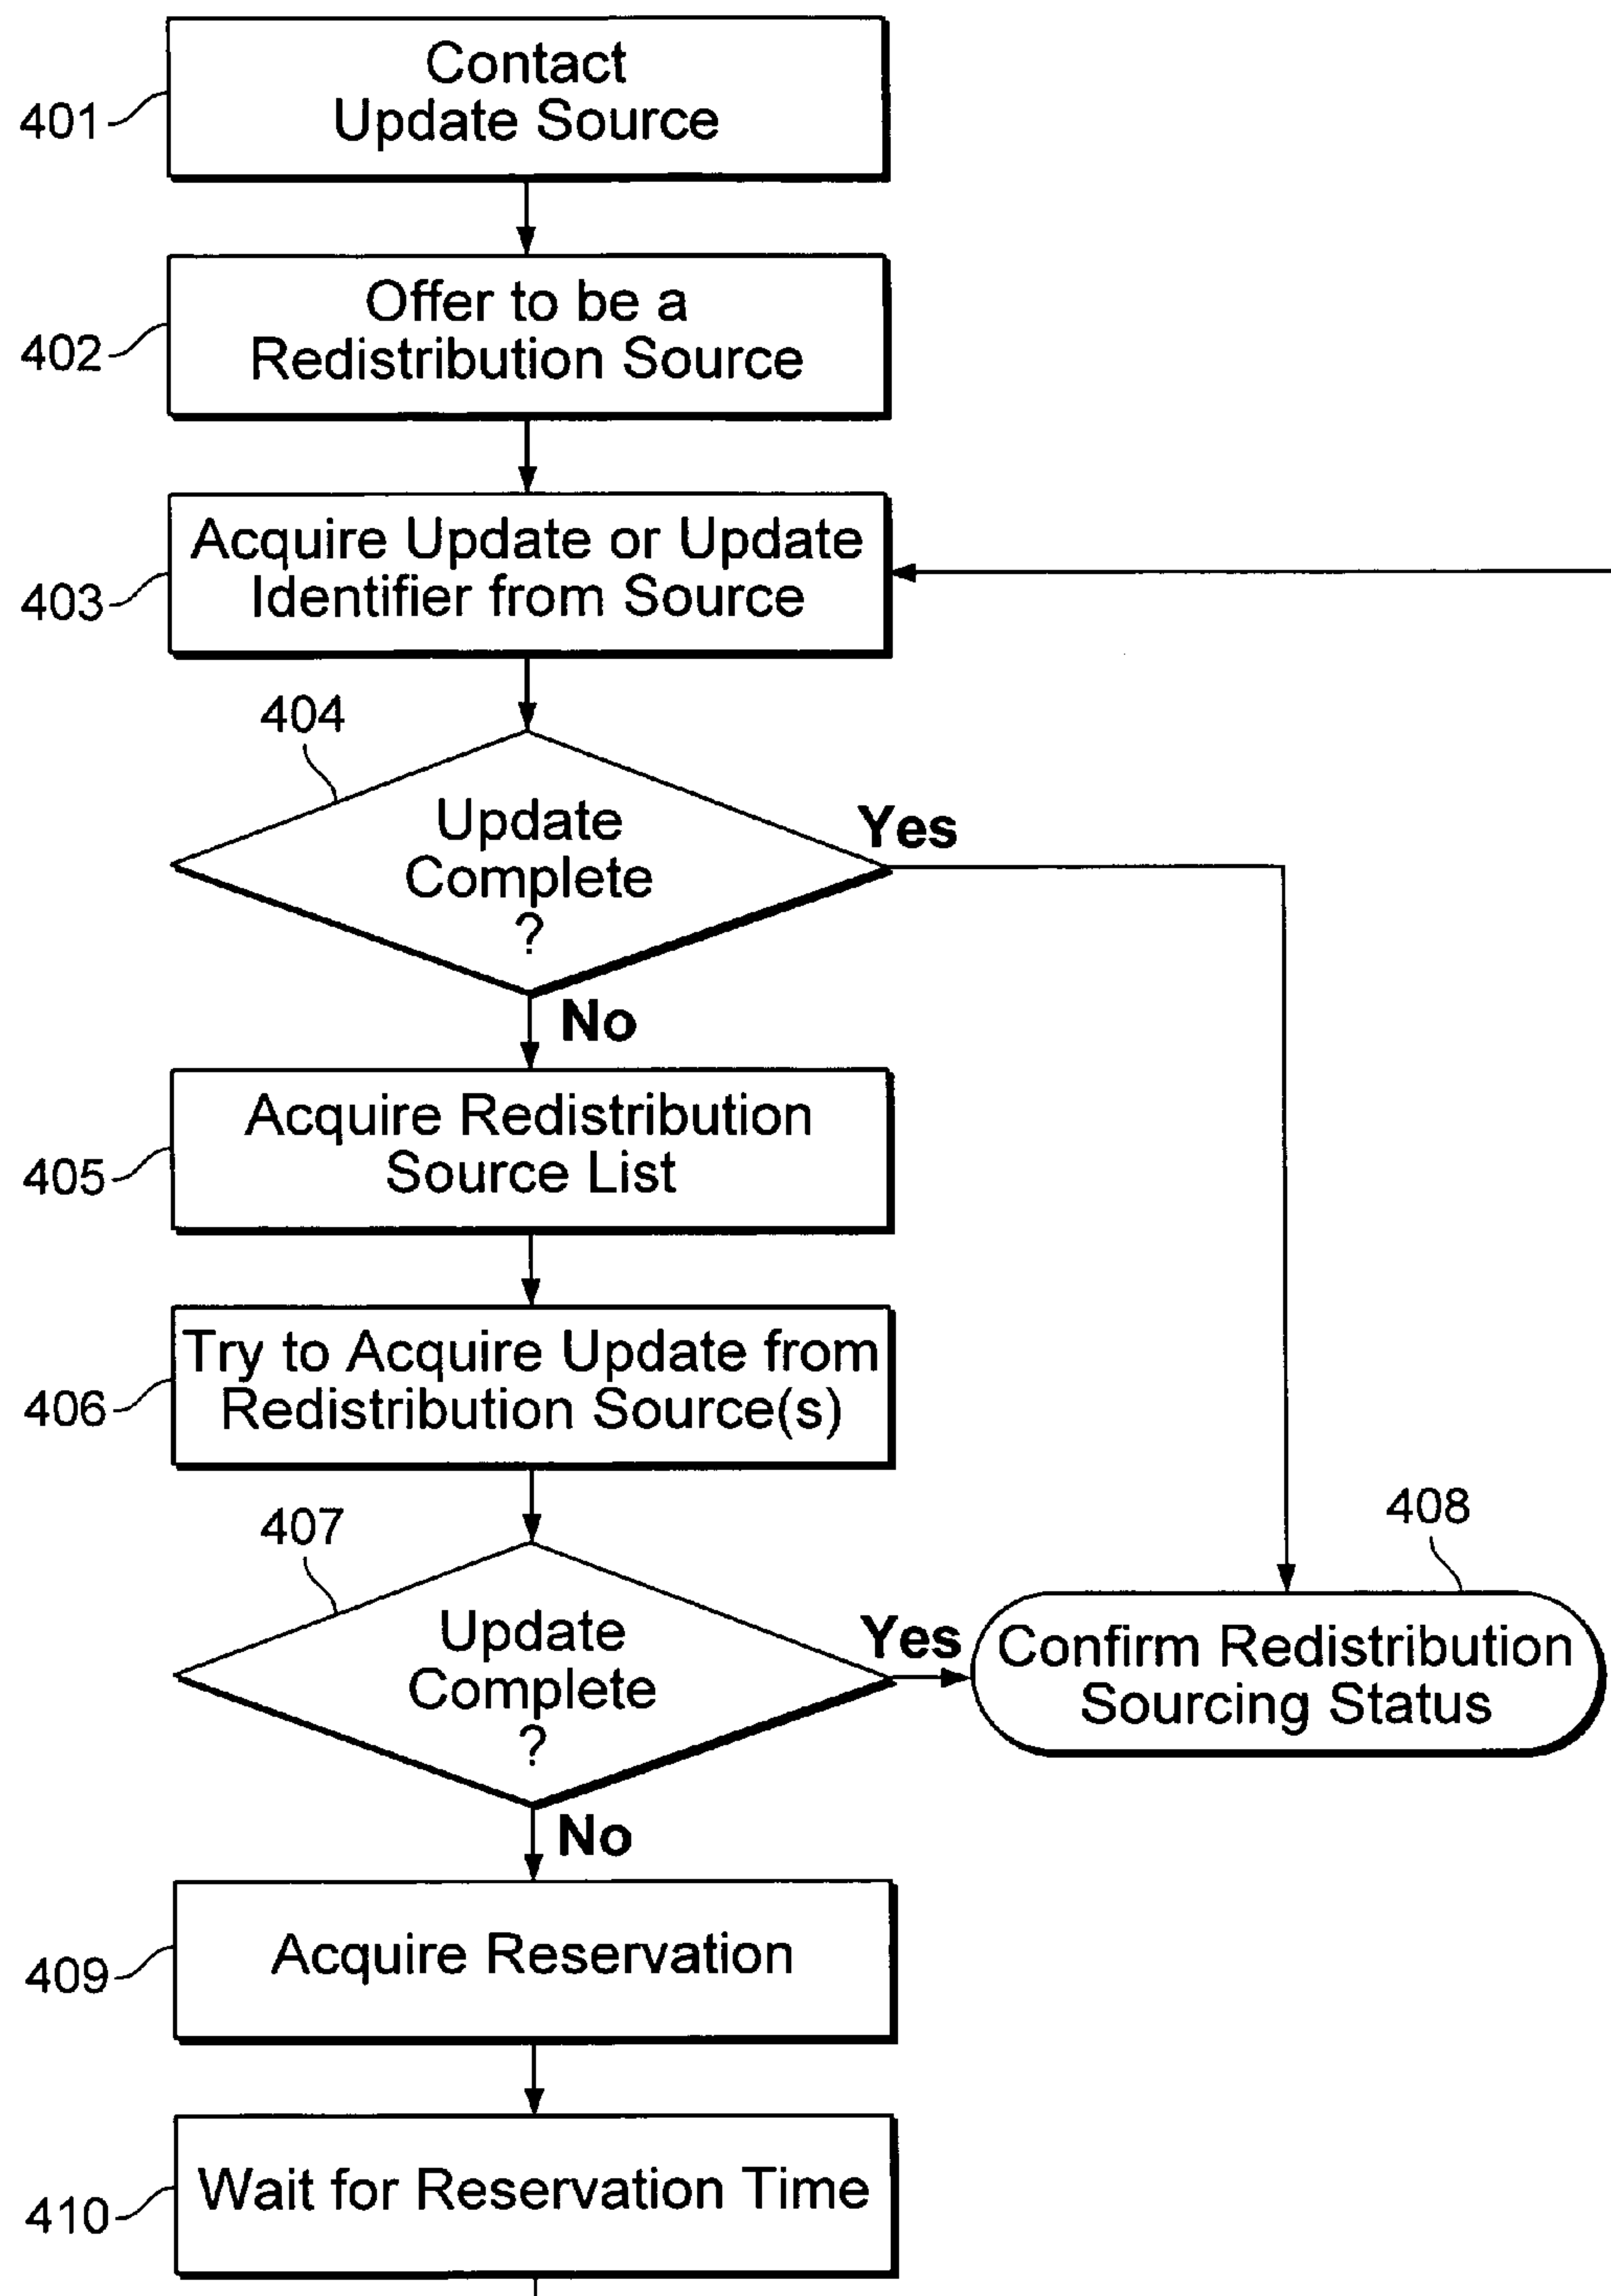 Contact
Update Source
401
Offer to be a
Redistribution Source
402
Acquire Update or Update
Identifier from Source
403
404
Update
Complete
?
Yes
No
Acquire Redistribution
Source List
405
Try to Acquire Update from
Redistribution Source(s)
406
407
Update
Complete
?
Yes
408
Confirm Redistribution
Sourcing Status
No
Acquire Reservation
409
Wait for Reservation Time
410